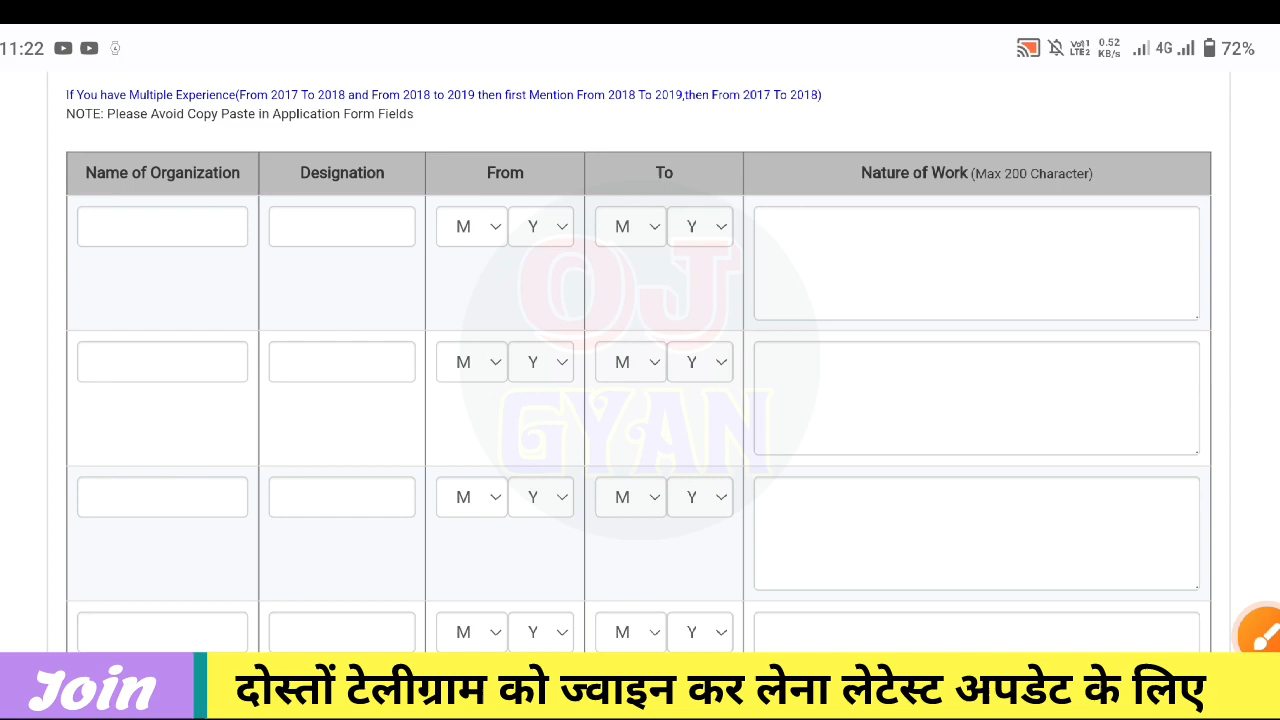 11:22
Vo1) LTE2 0.52 KB/s 4G 72%
If You have Multiple Experience(From 2017 To 2018 and From 2018 to 2019 then first Mention From 2018 To 2019,then From 2017 To 2018)
NOTE: Please Avoid Copy Paste in Application Form Fields
Name of Organization Designation From To Nature of Work (Max 200 Character)
M Y M Y
OJ
M Y M Y
GYAN
M Y M Y
M Y M Y
Join दोस्तों टेलीग्राम को ज्वाइन कर लेना लेटेस्ट अपडेट के लिए